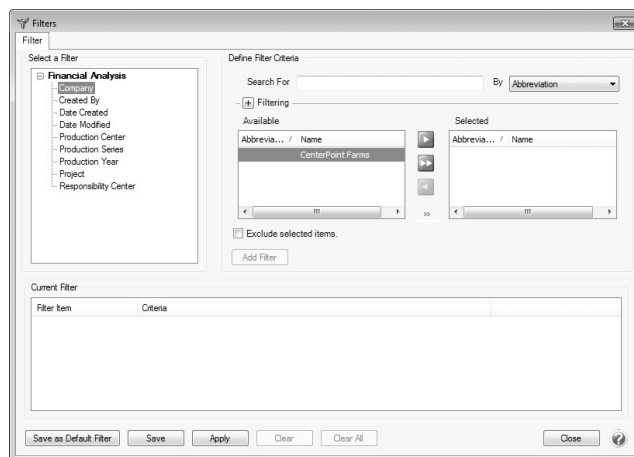 Filters
Filter
Select a Filter
Financial Analysis
Company
Created By
Date Created
Date Modified
Production Center
Production Series
Production Year
Project
Responsibility Center
Define Filter Criteria
Search For
By Abbreviation
Filtering
Available
Selected
Abbrevia... / Name
CenterPoint Farms
Abbrevia... / Name
>>
Exclude selected items.
Add Filter
Current Filter
Filter Item Criteria
Save as Default Filter Save Apply Clear Clear All Close ?